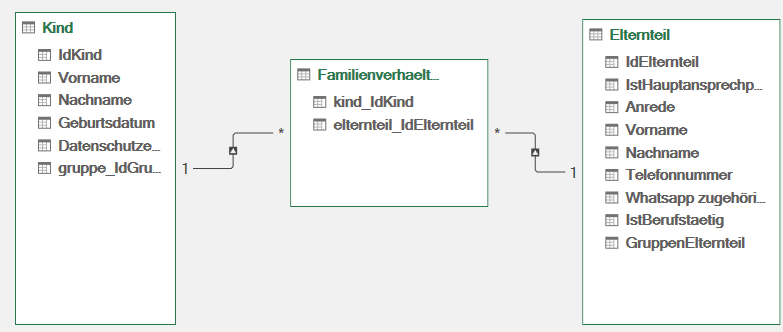 Kind
IdKind
Vorname
Nachname
Geburtsdatum
Datenschutze...
gruppe_IdGru...
1
*
Familienverhaelt...
kind_IdKind
elternteil_IdElternteil
*
1
Elternteil
IdElternteil
IstHauptansprechp...
Anrede
Vorname
Nachname
Telefonnummer
Whatsapp zugehöri...
IstBerufstaetig
GruppenElternteil